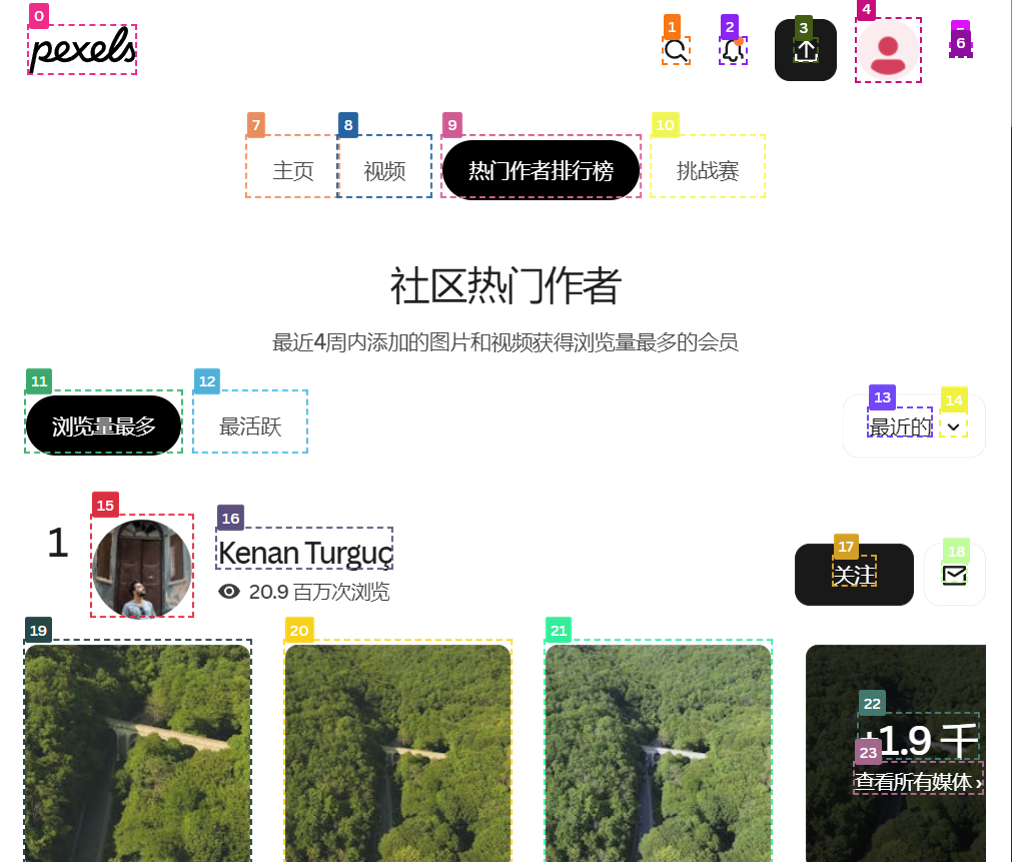 pexels
主页
视频
热门作者排行榜
挑战赛
社区热门作者
最近4周内添加的图片和视频获得浏览量最多的会员
浏览量最多
最活跃
最近的
1
Kenan Turguç
20.9 百万次浏览
关注
+1.9 千
查看所有媒体 ›
0
1
2
3
4
6
7
8
9
10
11
12
13
14
15
16
17
18
19
20
21
22
23